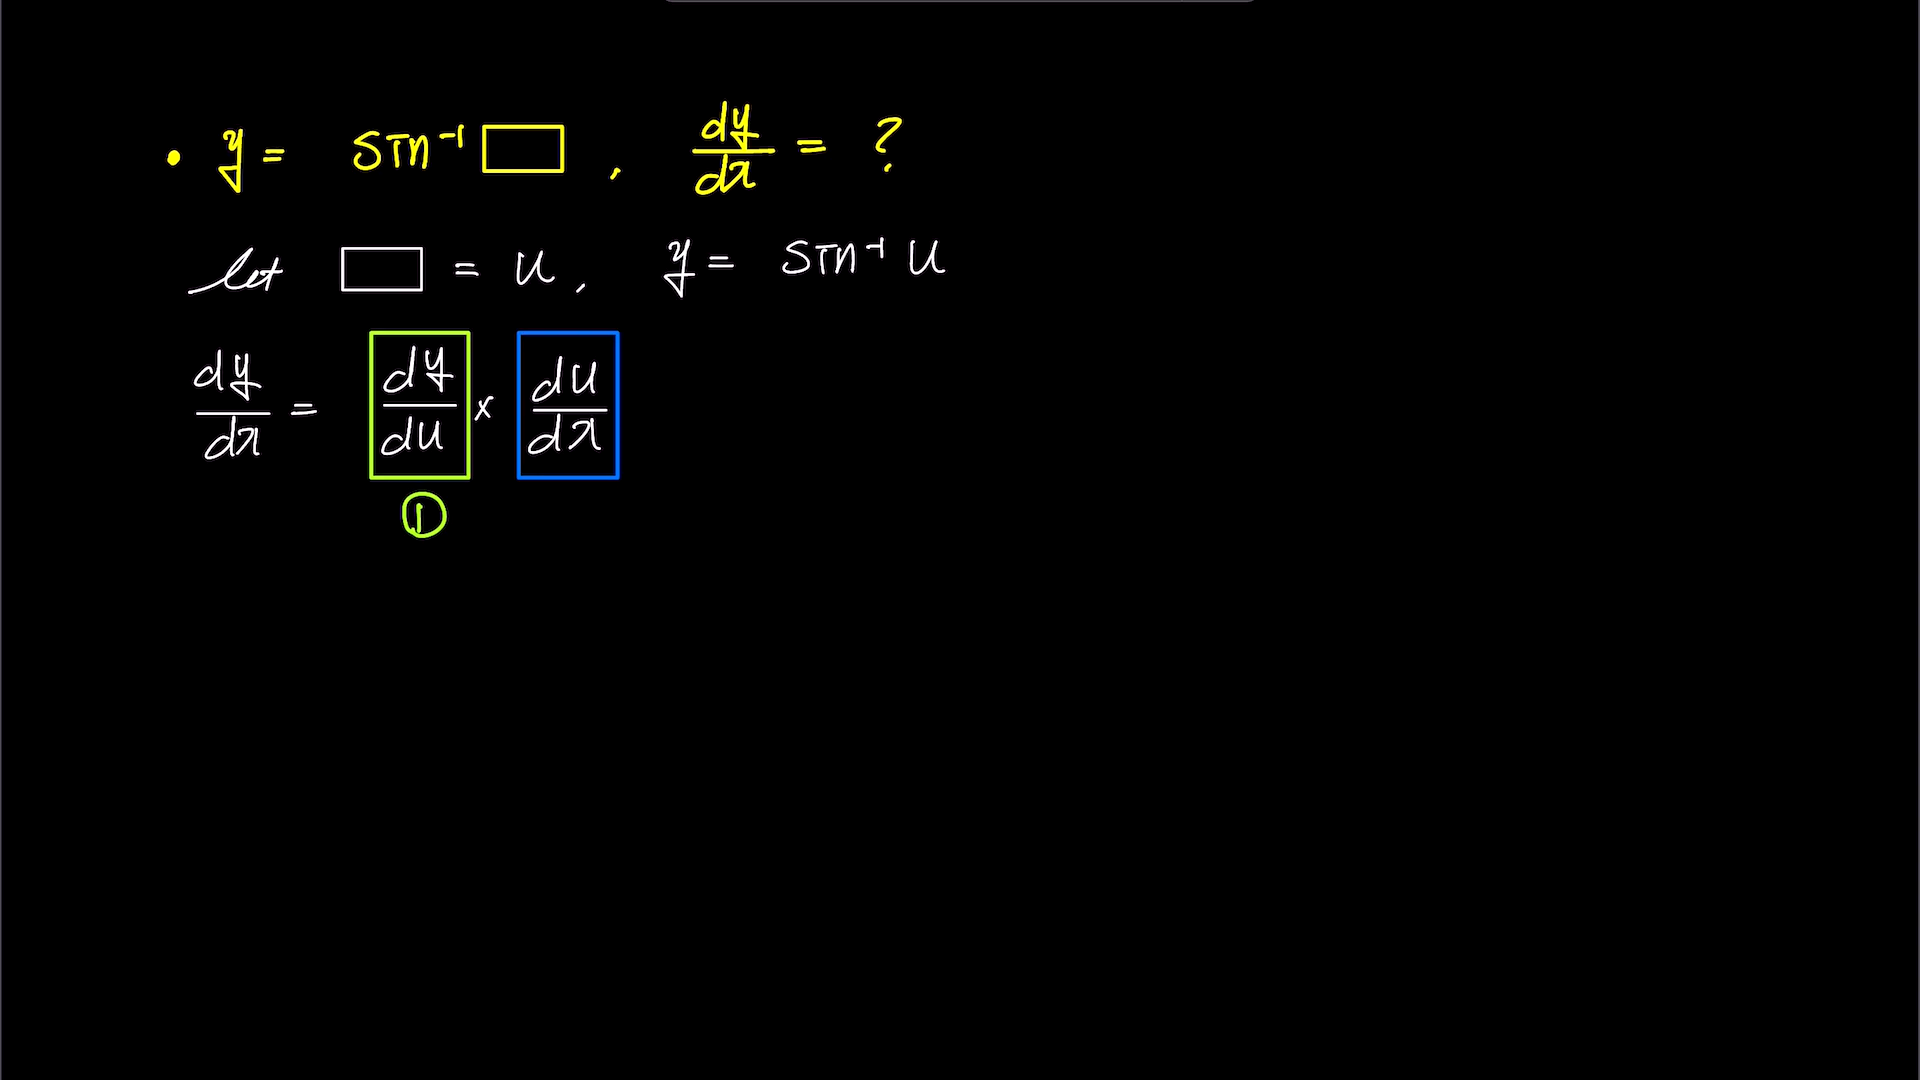 • y = sin⁻¹ □ , dy/dx = ?
let □ = u , y = sin⁻¹ u
dy/dx = dy/du × du/dx
①